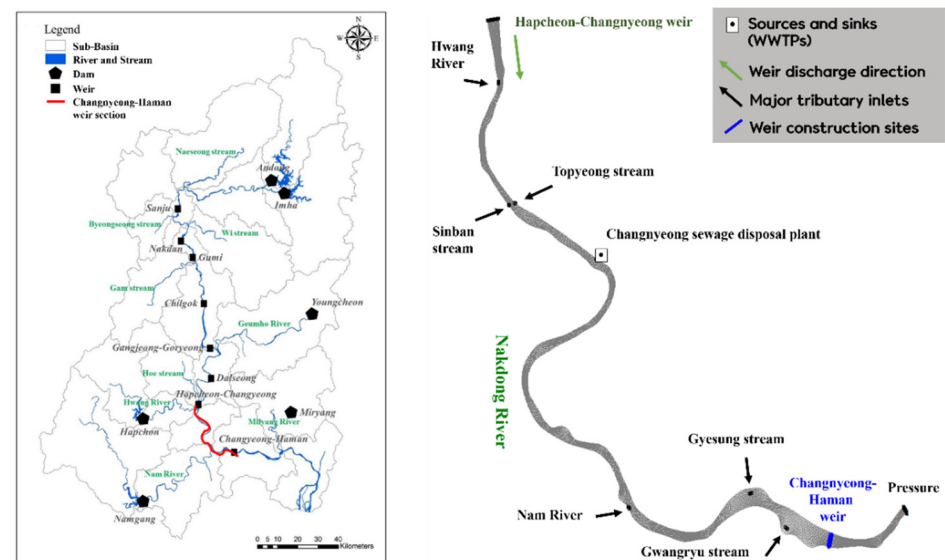 Legend
Sub-Basin
River and Stream
Dam
Weir
Changnyeong-Haman
weir section
N
W
E
S
Naeseong stream
Andong
Imha
Sanju
Byeongseong stream
Wi stream
Nakdan
Gumi
Gam stream
Chilgok
Youngcheon
Geumho River
Gangjeong-Goryeong
Hoe stream
Dalseong
Hapcheon-Changyeong
Hwang River
Hapchon
Miryang
Milyang River
Changyeong-Haman
Nam River
Namgang
0 5 10 20 30 40
Kilometers
Hapcheon-Changnyeong weir
Hwang
River
Sources and sinks
(WWTPs)
Weir discharge direction
Major tributary inlets
Weir construction sites
Topyeong stream
Sinban
stream
Changnyeong sewage disposal plant
Nakdong River
Gyesung stream
Changnyeong-
Haman
weir
Pressure
Nam River
Gwangryu stream